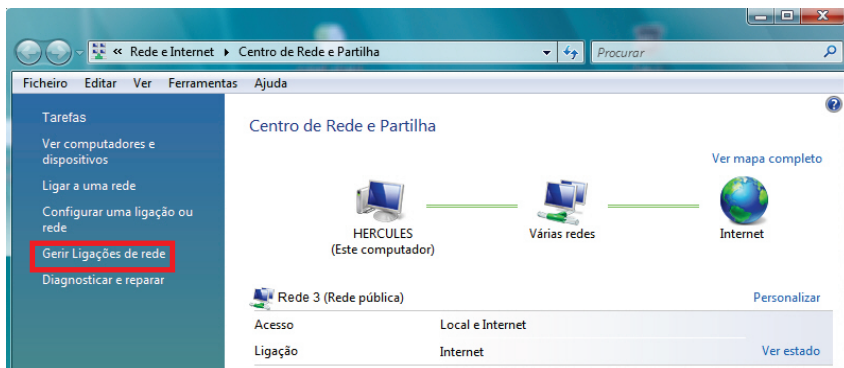 « Rede e Internet ▸ Centro de Rede e Partilha
Procurar
Ficheiro Editar Ver Ferramentas Ajuda
Tarefas
Ver computadores e
dispositivos
Ligar a uma rede
Configurar uma ligação ou
rede
Gerir Ligações de rede
Diagnosticar e reparar
Centro de Rede e Partilha
Ver mapa completo
HERCULES
(Este computador)
Várias redes
Internet
Rede 3 (Rede pública)
Personalizar
Acesso Local e Internet
Ligação Internet Ver estado